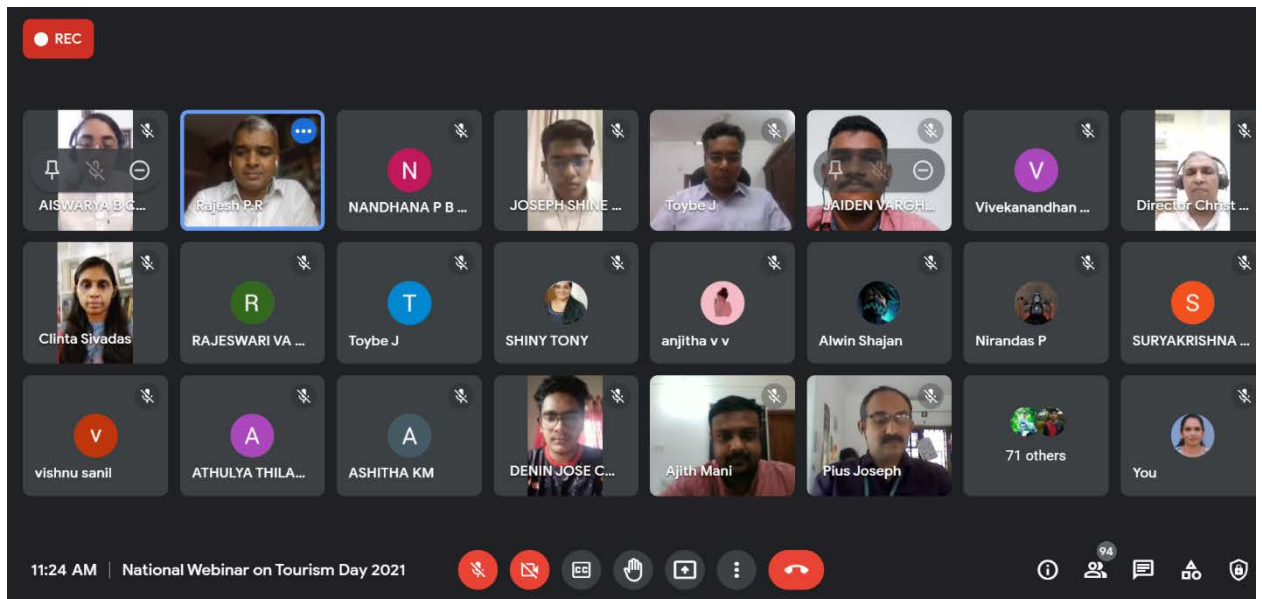 REC
AISWARYA B C...
Rajesh P.R
N
NANDHANA P B ...
JOSEPH SHINE ...
Toybe J
JAIDEN VARGH...
V
Vivekanandhan ...
Director Christ ...
Clinta Sivadas
R
RAJESWARI VA ...
T
Toybe J
SHINY TONY
anjitha v v
Alwin Shajan
Nirandas P
S
SURYAKRISHNA ...
V
vishnu sanil
A
ATHULYA THILA...
A
ASHITHA KM
DENIN JOSE C...
Ajith Mani
Pius Joseph
71 others
You
11:24 AM | National Webinar on Tourism Day 2021
CC
94